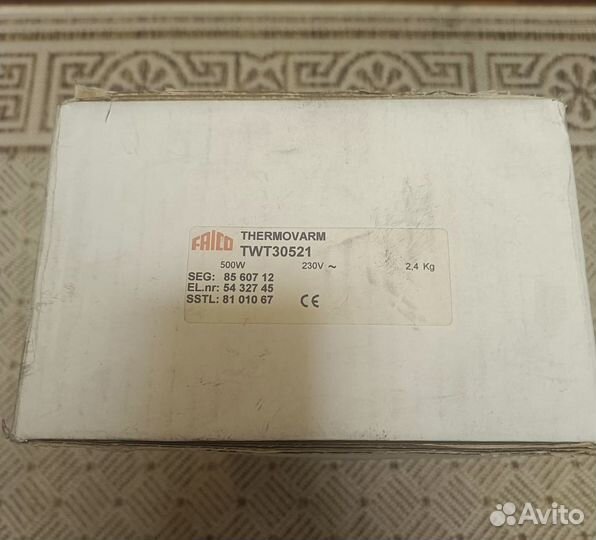 FRICO THERMOVARM
TWT30521
500W 230V ~ 2,4 Kg
SEG: 85 607 12
EL.nr: 54 327 45
SSTL: 81 010 67 CE
Avito